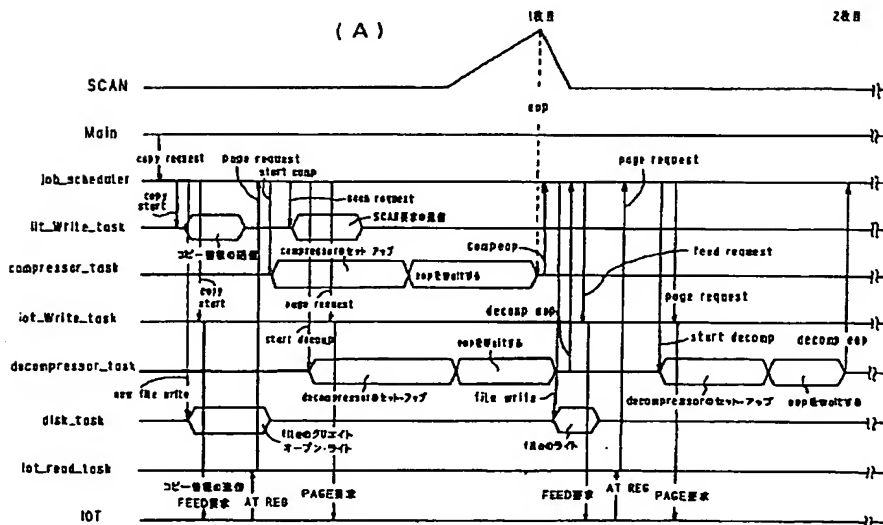 (A)
1枚目
2枚目
SCAN
eop
Main
copy request
page request
start comp
page request
job_scheduler
copy
start
scan request
iit_Write_task
SCAN要求の送信
コピー情報の送信
compressorのセットアップ
compeop
compressor_task
eopをwaitする
feed request
copy
start
page request
decomp eop
page request
iot_Write_task
start decomp
eopをwaitする
start decomp
decomp eop
decompressor_task
new file write
decompressorのセットアップ
file write
decompressorのセットアップ
eopをwaitする
disk_task
fileのクリエイト
オープン・ライト
fileのライト
iot_read_task
コピー情報の送信
FEED要求
AT REG
PAGE要求
FEED要求
AT REG
PAGE要求
IOT